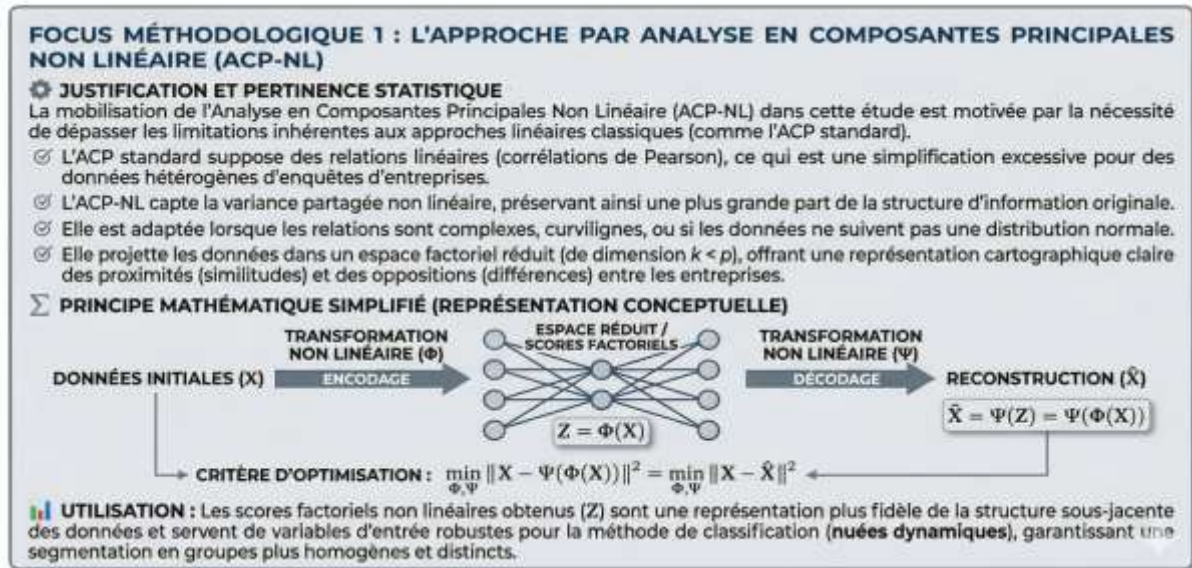 FOCUS MÉTHODOLOGIQUE 1 : L'APPROCHE PAR ANALYSE EN COMPOSANTES PRINCIPALES
NON LINÉAIRE (ACP-NL)
JUSTIFICATION ET PERTINENCE STATISTIQUE
La mobilisation de l'Analyse en Composantes Principales Non Linéaire (ACP-NL) dans cette étude est motivée par la nécessité
de dépasser les limitations inhérentes aux approches linéaires classiques (comme l'ACP standard).
L'ACP standard suppose des relations linéaires (corrélations de Pearson), ce qui est une simplification excessive pour des
données hétérogènes d'enquêtes d'entreprises.
L'ACP-NL capte la variance partagée non linéaire, préservant ainsi une plus grande part de la structure d'information originale.
Elle est adaptée lorsque les relations sont complexes, curvilignes, ou si les données ne suivent pas une distribution normale.
Elle projette les données dans un espace factoriel réduit (de dimension k < p), offrant une représentation cartographique claire
des proximités (similitudes) et des oppositions (différences) entre les entreprises.
∑ PRINCIPE MATHÉMATIQUE SIMPLIFIÉ (REPRÉSENTATION CONCEPTUELLE)
DONNÉES INITIALES (X)
TRANSFORMATION
NON LINÉAIRE (Φ)
ENCODAGE
ESPACE RÉDUIT /
SCORES FACTORIELS
Z = Φ(X)
TRANSFORMATION
NON LINÉAIRE (Ψ)
DÉCODAGE
RECONSTRUCTION (X̂)
X̂ = Ψ(Z) = Ψ(Φ(X))
CRITÈRE D'OPTIMISATION : min Φ,Ψ ‖X − Ψ(Φ(X))‖² = min Φ,Ψ ‖X − X̂‖²
UTILISATION : Les scores factoriels non linéaires obtenus (Z) sont une représentation plus fidèle de la structure sous-jacente
des données et servent de variables d'entrée robustes pour la méthode de classification (nuées dynamiques), garantissant une
segmentation en groupes plus homogènes et distincts.